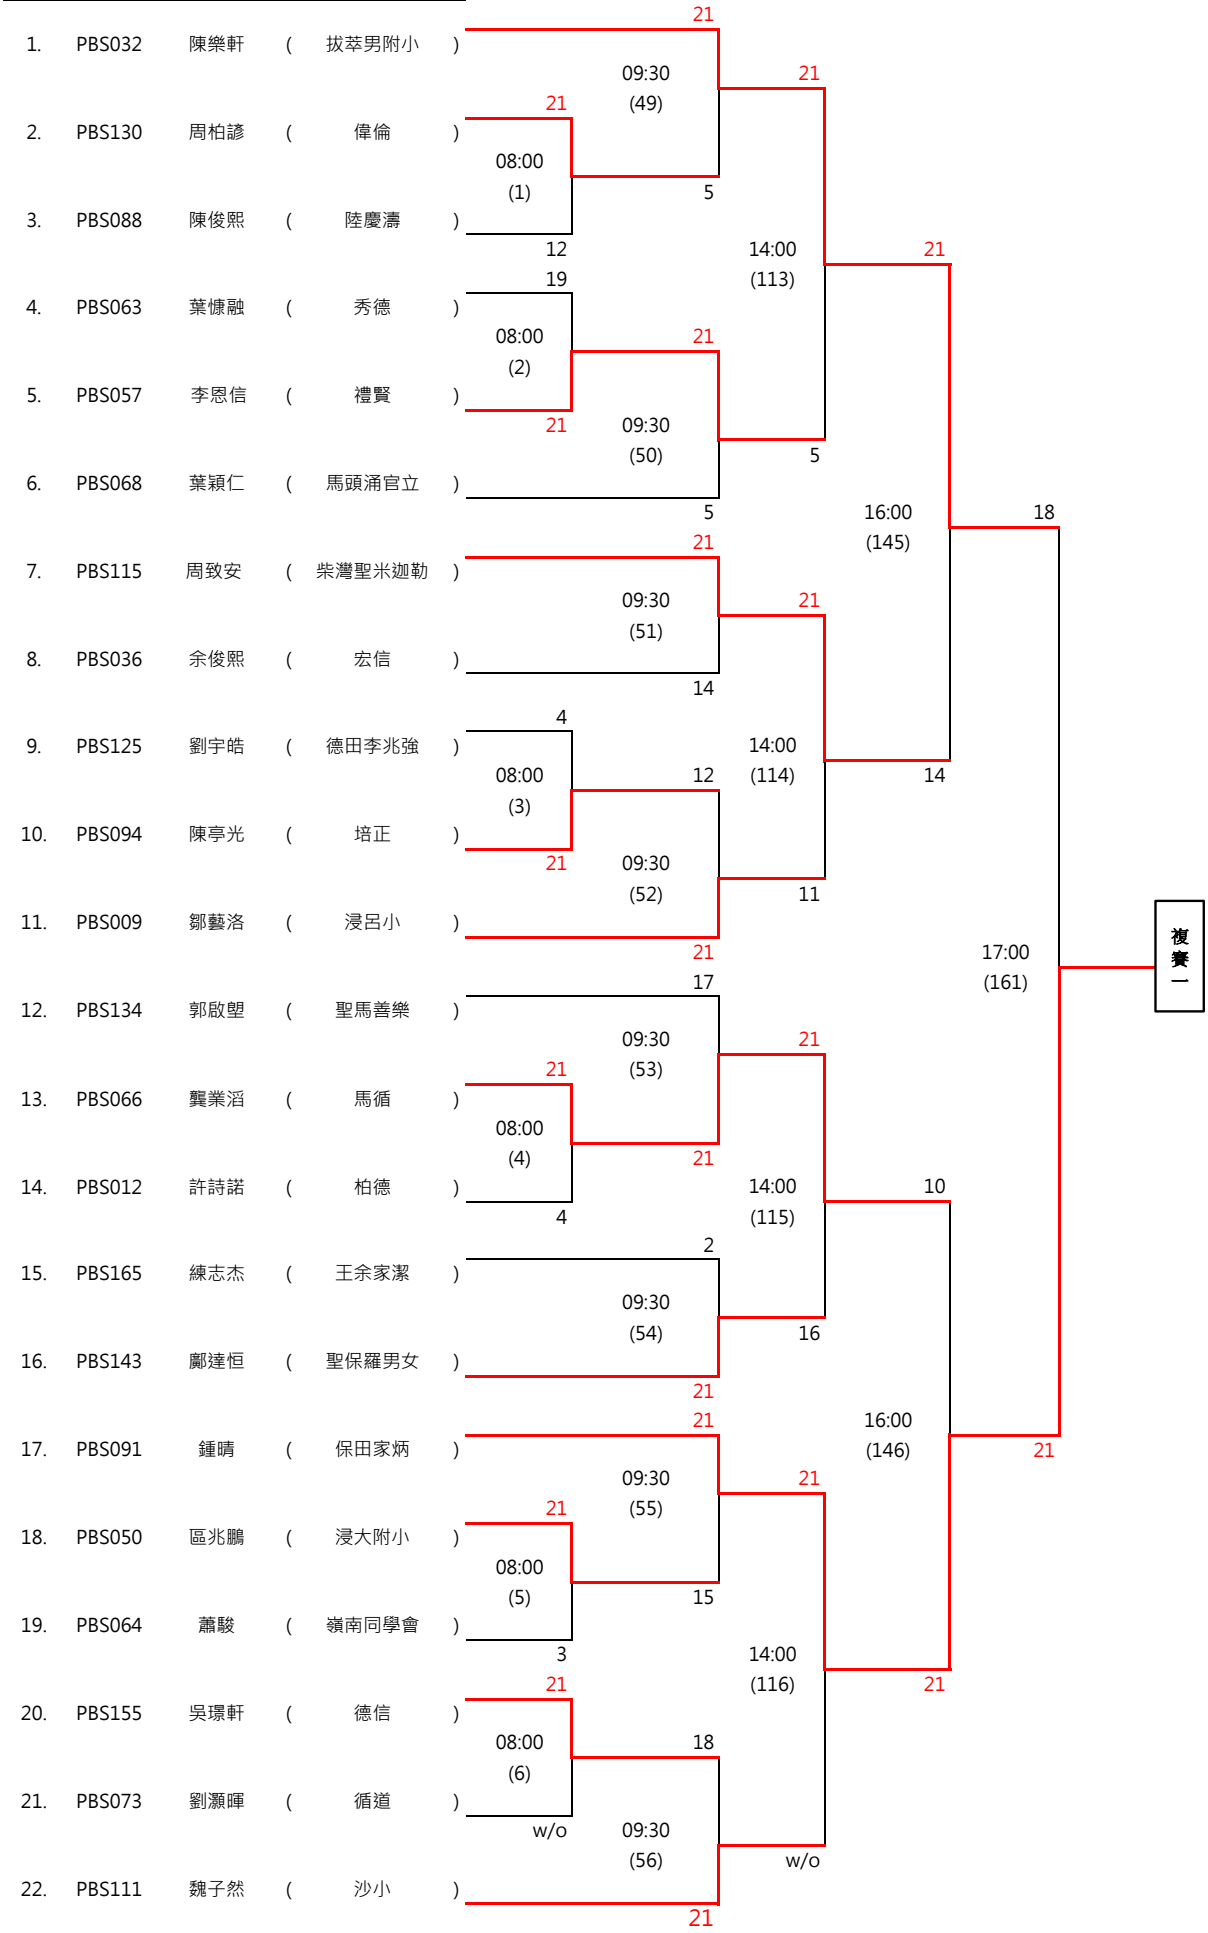 21
1. PBS032 陳樂軒 ( 拔萃男附小 )
09:30 21
21 (49)
2. PBS130 周柏諺 ( 偉倫 )
08:00
(1) 5
3. PBS088 陳俊熙 ( 陸慶濤 )
12 14:00 21
19 (113)
4. PBS063 葉慷融 ( 秀德 )
08:00 21
(2)
5. PBS057 李恩信 ( 禮賢 )
21 09:30
(50) 5
6. PBS068 葉穎仁 ( 馬頭涌官立 )
5 16:00 18
21 (145)
7. PBS115 周致安 ( 柴灣聖米迦勒 )
09:30 21
(51)
8. PBS036 余俊熙 ( 宏信 )
14
4
9. PBS125 劉宇皓 ( 德田李兆強 ) 14:00
08:00 12 (114) 14
(3)
10. PBS094 陳亭光 ( 培正 )
21 09:30
(52) 11
11. PBS009 鄒藝洛 ( 浸呂小 )
複賽一
21 17:00
17 (161)
12. PBS134 郭啟塱 ( 聖馬善樂 )
09:30 21
21 (53)
13. PBS066 龔業滔 ( 馬循 )
08:00
(4) 21
14. PBS012 許詩諾 ( 柏德 ) 14:00 10
4 (115)
2
15. PBS165 練志杰 ( 王余家潔 )
09:30
(54) 16
16. PBS143 鄺達恒 ( 聖保羅男女 )
21
21 16:00
17. PBS091 鍾晴 ( 保田家炳 ) (146) 21
09:30 21
21 (55)
18. PBS050 區兆鵬 ( 浸大附小 )
08:00
(5) 15
19. PBS064 蕭駿 ( 嶺南同學會 )
3 14:00
21 (116) 21
20. PBS155 吳璟軒 ( 德信 )
08:00 18
(6)
21. PBS073 劉灝暉 ( 循道 )
w/o 09:30
(56) w/o
22. PBS111 魏子然 ( 沙小 )
21